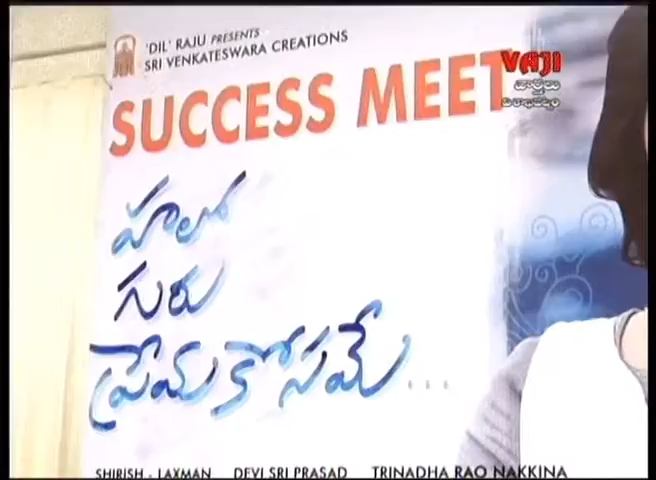 'DIL' RAJU PRESENTS
SRI VENKATESWARA CREATIONS
SUCCESS MEET
VAJI
హలో
గురు
ప్రేమకోసమే...
SHIRISH - LAXMAN DEVI SRI PRASAD TRINADHA RAO NAKKINA